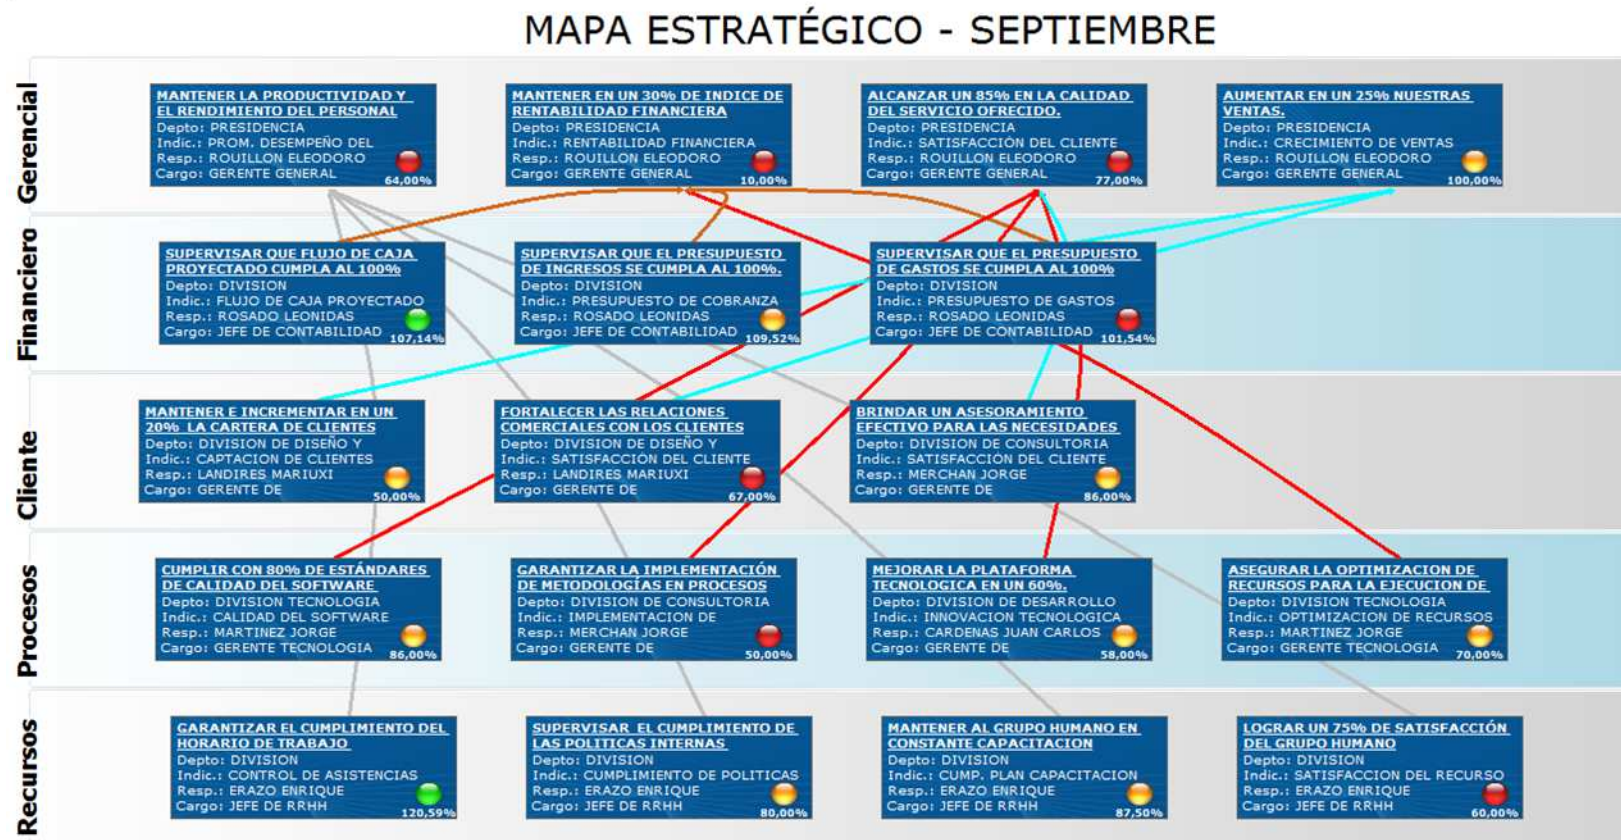 MAPA ESTRATÉGICO - SEPTIEMBRE
Gerencial
MANTENER LA PRODUCTIVIDAD Y
EL RENDIMIENTO DEL PERSONAL
Depto: PRESIDENCIA
Indic.: PROM. DESEMPEÑO DEL
Resp.: ROUILLON ELEODORO
Cargo: GERENTE GENERAL
64,00%
MANTENER EN UN 30% DE INDICE DE
RENTABILIDAD FINANCIERA
Depto: PRESIDENCIA
Indic.: RENTABILIDAD FINANCIERA
Resp.: ROUILLON ELEODORO
Cargo: GERENTE GENERAL
10,00%
ALCANZAR UN 85% EN LA CALIDAD
DEL SERVICIO OFRECIDO.
Depto: PRESIDENCIA
Indic.: SATISFACCIÓN DEL CLIENTE
Resp.: ROUILLON ELEODORO
Cargo: GERENTE GENERAL
77,00%
AUMENTAR EN UN 25% NUESTRAS
VENTAS.
Depto: PRESIDENCIA
Indic.: CRECIMIENTO DE VENTAS
Resp.: ROUILLON ELEODORO
Cargo: GERENTE GENERAL
100,00%
Financiero
SUPERVISAR QUE FLUJO DE CAJA
PROYECTADO CUMPLA AL 100%
Depto: DIVISION
Indic.: FLUJO DE CAJA PROYECTADO
Resp.: ROSADO LEONIDAS
Cargo: JEFE DE CONTABILIDAD
107,14%
SUPERVISAR QUE EL PRESUPUESTO
DE INGRESOS SE CUMPLA AL 100%.
Depto: DIVISION
Indic.: PRESUPUESTO DE COBRANZA
Resp.: ROSADO LEONIDAS
Cargo: JEFE DE CONTABILIDAD
109,52%
SUPERVISAR QUE EL PRESUPUESTO
DE GASTOS SE CUMPLA AL 100%
Depto: DIVISION
Indic.: PRESUPUESTO DE GASTOS
Resp.: ROSADO LEONIDAS
Cargo: JEFE DE CONTABILIDAD
101,54%
Cliente
MANTENER E INCREMENTAR EN UN
20% LA CARTERA DE CLIENTES
Depto: DIVISION DE DISEÑO Y
Indic.: CAPTACION DE CLIENTES
Resp.: LANDIRES MARIUXI
Cargo: GERENTE DE
50,00%
FORTALECER LAS RELACIONES
COMERCIALES CON LOS CLIENTES
Depto: DIVISION DE DISEÑO Y
Indic.: SATISFACCIÓN DEL CLIENTE
Resp.: LANDIRES MARIUXI
Cargo: GERENTE DE
67,00%
BRINDAR UN ASESORAMIENTO
EFECTIVO PARA LAS NECESIDADES
Depto: DIVISION DE CONSULTORIA
Indic.: SATISFACCIÓN DEL CLIENTE
Resp.: MERCHAN JORGE
Cargo: GERENTE DE
86,00%
Procesos
CUMPLIR CON 80% DE ESTÁNDARES
DE CALIDAD DEL SOFTWARE
Depto: DIVISION TECNOLOGIA
Indic.: CALIDAD DEL SOFTWARE
Resp.: MARTINEZ JORGE
Cargo: GERENTE TECNOLOGIA
86,00%
GARANTIZAR LA IMPLEMENTACIÓN
DE METODOLOGÍAS EN PROCESOS
Depto: DIVISION DE CONSULTORIA
Indic.: IMPLEMENTACION DE
Resp.: MERCHAN JORGE
Cargo: GERENTE DE
50,00%
MEJORAR LA PLATAFORMA
TECNOLOGICA EN UN 60%.
Depto: DIVISION DE DESARROLLO
Indic.: INNOVACION TECNOLOGICA
Resp.: CARDENAS JUAN CARLOS
Cargo: GERENTE DE
58,00%
ASEGURAR LA OPTIMIZACION DE
RECURSOS PARA LA EJECUCION DE
Depto: DIVISION TECNOLOGIA
Indic.: OPTIMIZACION DE RECURSOS
Resp.: MARTINEZ JORGE
Cargo: GERENTE TECNOLOGIA
70,00%
Recursos
GARANTIZAR EL CUMPLIMIENTO DEL
HORARIO DE TRABAJO
Depto: DIVISION
Indic.: CONTROL DE ASISTENCIAS
Resp.: ERAZO ENRIQUE
Cargo: JEFE DE RRHH
120,59%
SUPERVISAR EL CUMPLIMIENTO DE
LAS POLITICAS INTERNAS
Depto: DIVISION
Indic.: CUMPLIMIENTO DE POLITICAS
Resp.: ERAZO ENRIQUE
Cargo: JEFE DE RRHH
80,00%
MANTENER AL GRUPO HUMANO EN
CONSTANTE CAPACITACION
Depto: DIVISION
Indic.: CUMP. PLAN CAPACITACION
Resp.: ERAZO ENRIQUE
Cargo: JEFE DE RRHH
87,50%
LOGRAR UN 75% DE SATISFACCIÓN
DEL GRUPO HUMANO
Depto: DIVISION
Indic.: SATISFACCION DEL RECURSO
Resp.: ERAZO ENRIQUE
Cargo: JEFE DE RRHH
60,00%